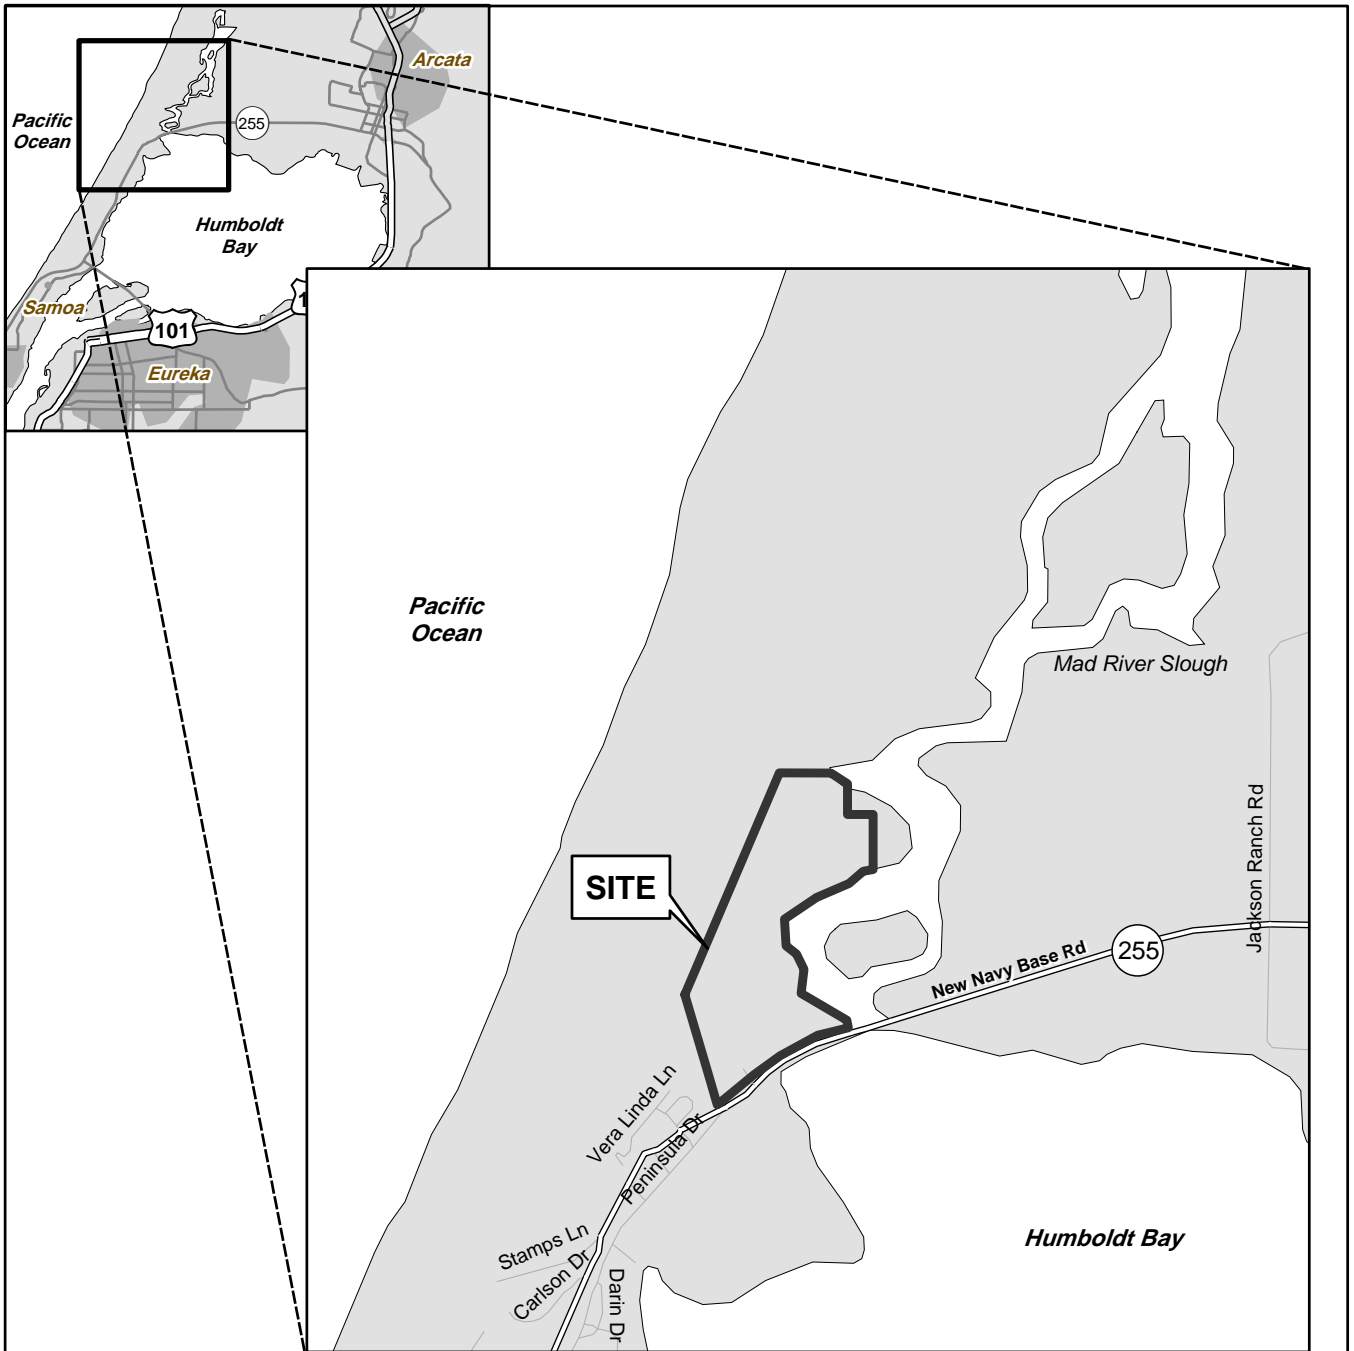 Arcata
Pacific
Ocean
255
Humboldt
Bay
Samoa
101
1
Eureka
Pacific
Ocean
Mad River Slough
Jackson Ranch Rd
SITE
255
New Navy Base Rd
Vera Linda Ln
Peninsula Dr
Stamps Ln
Carlson Dr
Darin Dr
Humboldt Bay